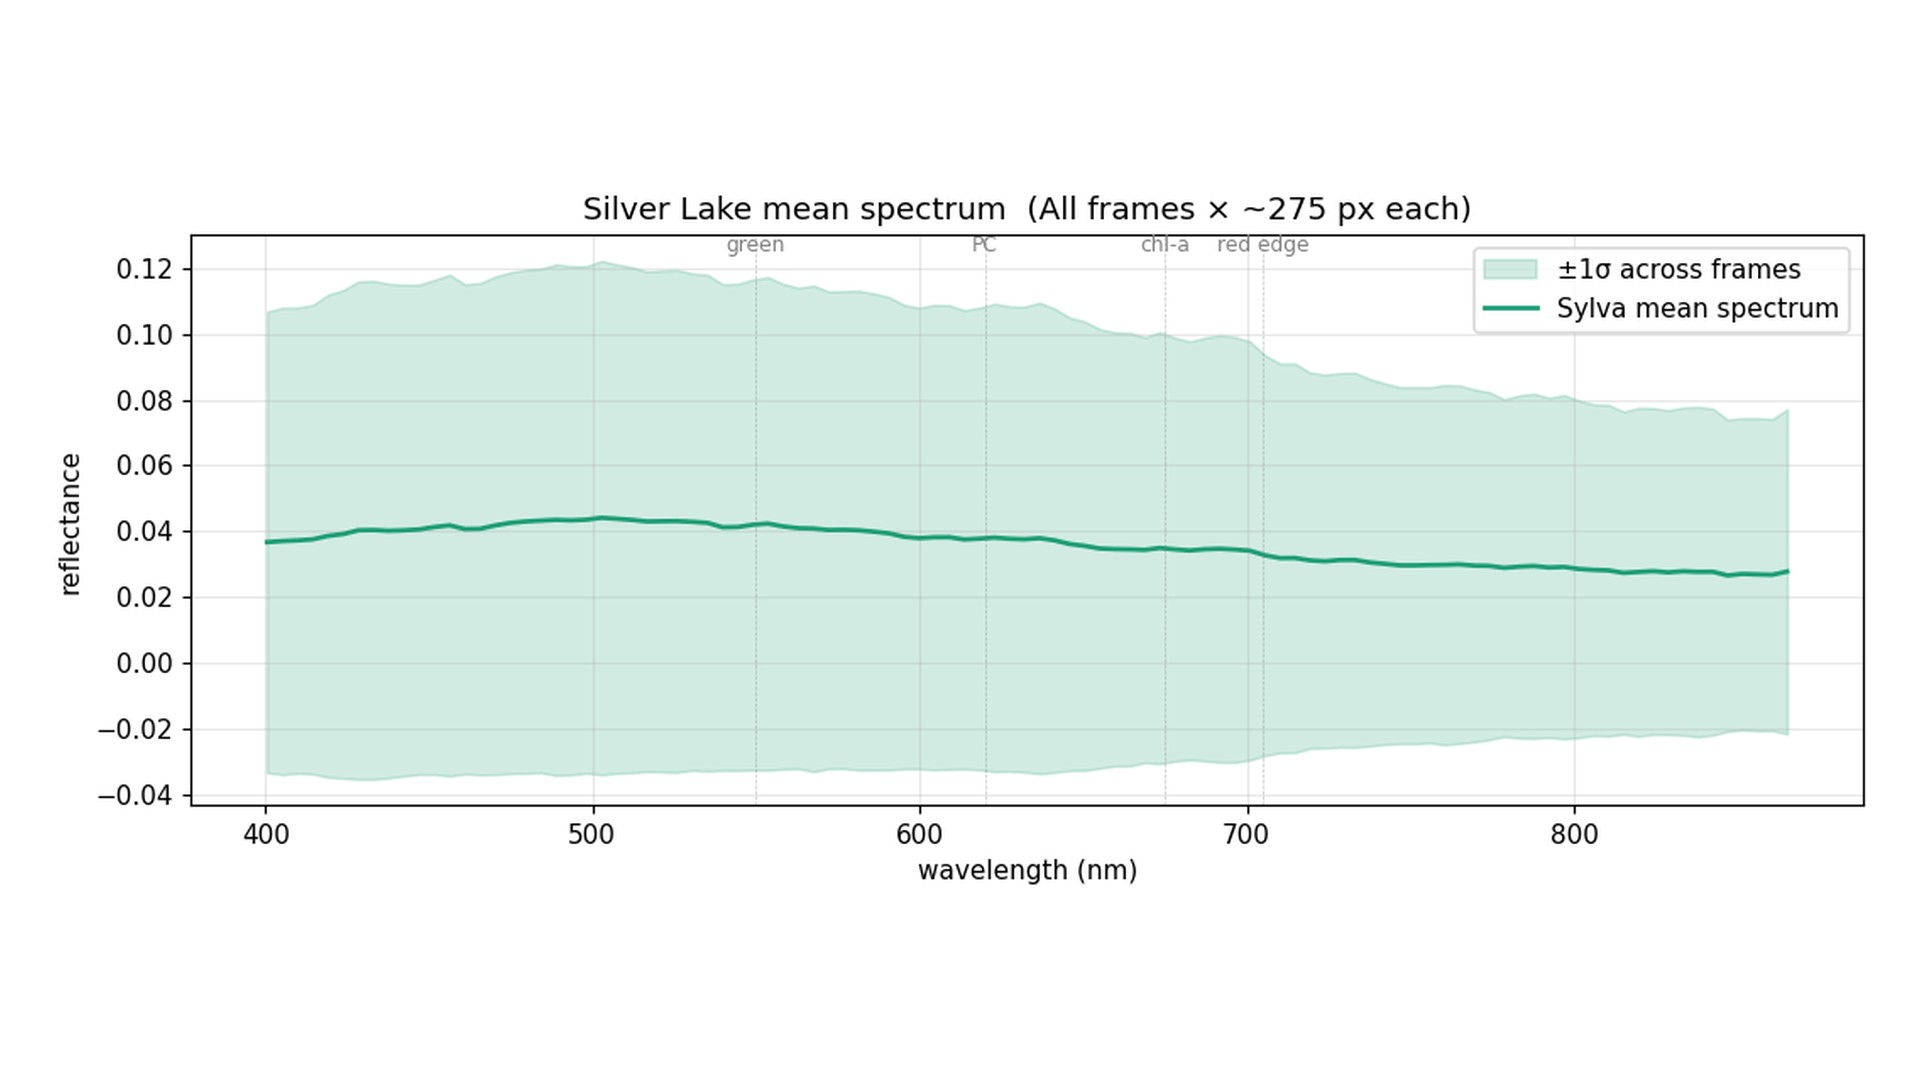 Silver Lake mean spectrum (All frames × ~275 px each)
green PC chl-a red edge
±1σ across frames
Sylva mean spectrum
0.12
0.10
0.08
0.06
0.04
0.02
0.00
−0.02
−0.04
reflectance
400 500 600 700 800
wavelength (nm)